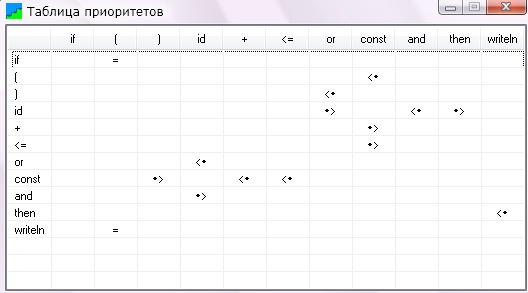 Таблица приоритетов
if ( ) id + <= or const and then writeln
if =
( <•
) <•
id •> <• •>
+ •>
<= •>
or <•
const •> <• <•
and •>
then <•
writeln =